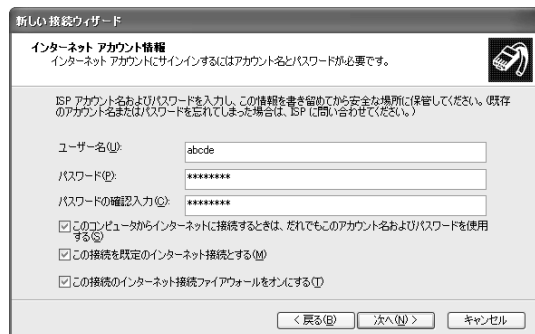 新しい接続ウィザード
インターネット アカウント情報
インターネット アカウントにサインインするにはアカウント名とパスワードが必要です。
ISP アカウント名およびパスワードを入力し、この情報を書き留めてから安全な場所に保管してください。(既存
のアカウント名またはパスワードを忘れてしまった場合は、ISP に問い合わせてください。)
ユーザー名(U):
abcde
パスワード(P):
********
パスワードの確認入力(C):
********
このコンピュータからインターネットに接続するときは、だれでもこのアカウント名およびパスワードを使用
する(S)
この接続を既定のインターネット接続とする(M)
この接続のインターネット接続ファイアウォールをオンにする(T)
< 戻る(B)
次へ(N) >
キャンセル